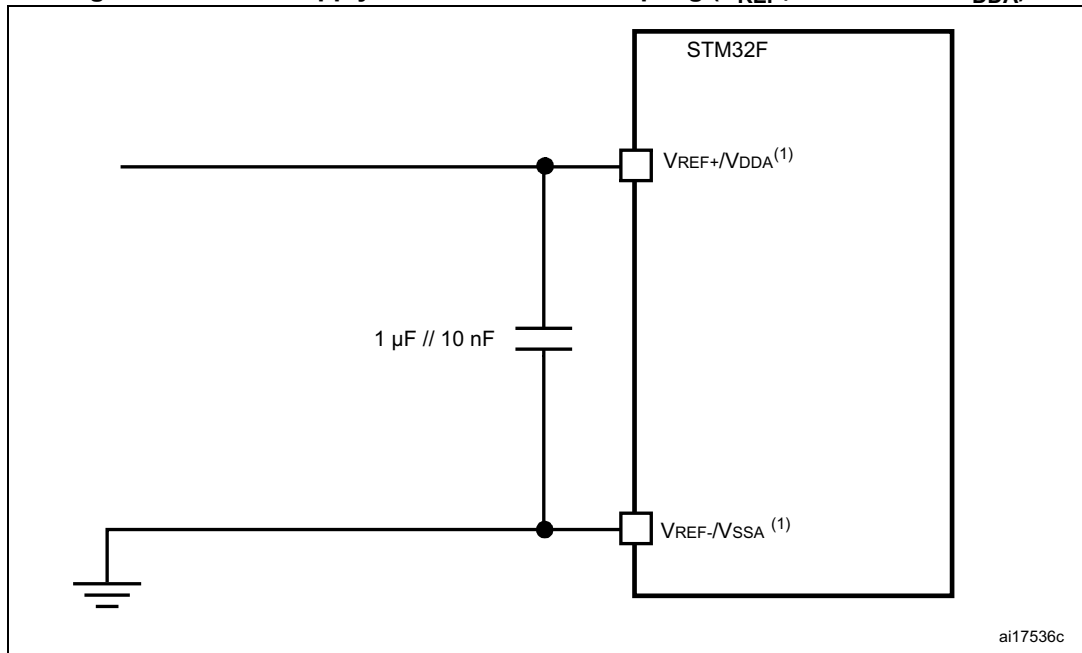 STM32F
VREF+/VDDA(1)
1 µF // 10 nF
VREF-/VSSA (1)
ai17536c